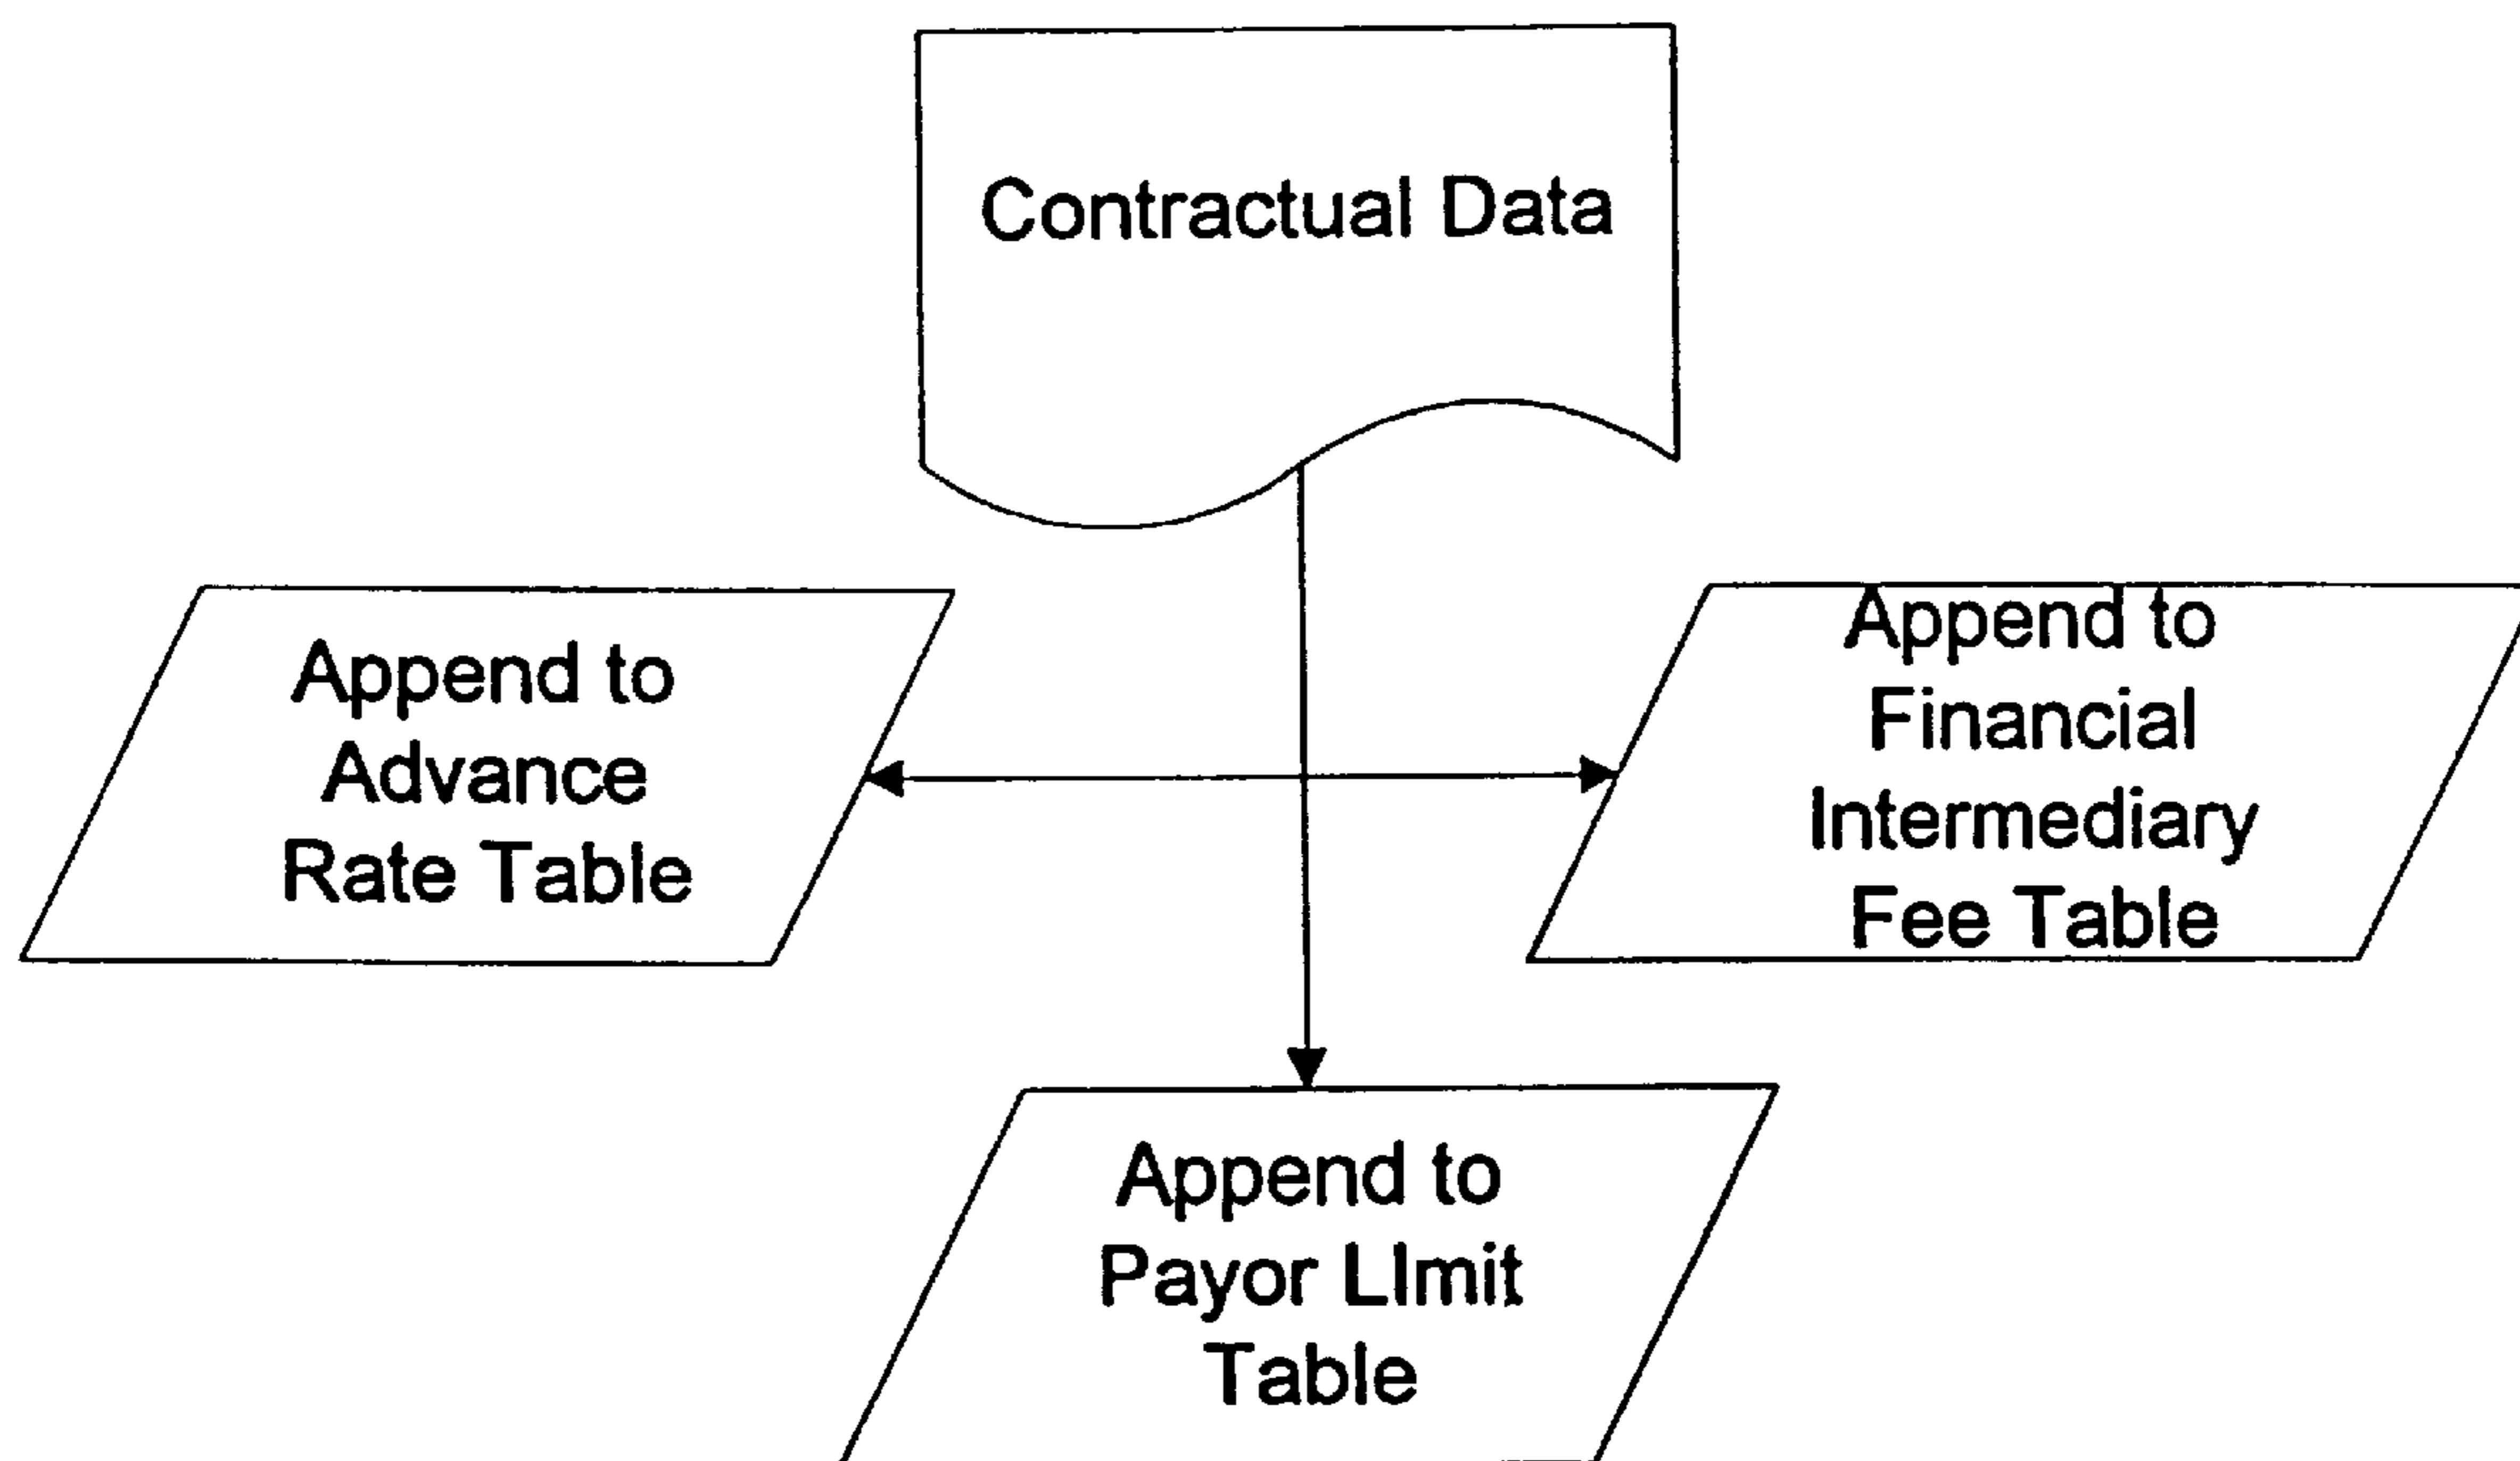 Contractual Data
Append to
Advance
Rate Table
Append to
Financial
Intermediary
Fee Table
Append to
Payor LImit
Table